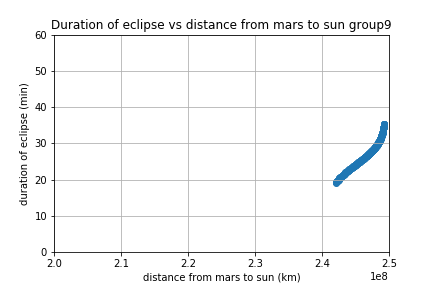 Duration of eclipse vs distance from mars to sun group9
duration of eclipse (min)
60
50
40
30
20
10
0
2.0 2.1 2.2 2.3 2.4 2.5
1e8
distance from mars to sun (km)